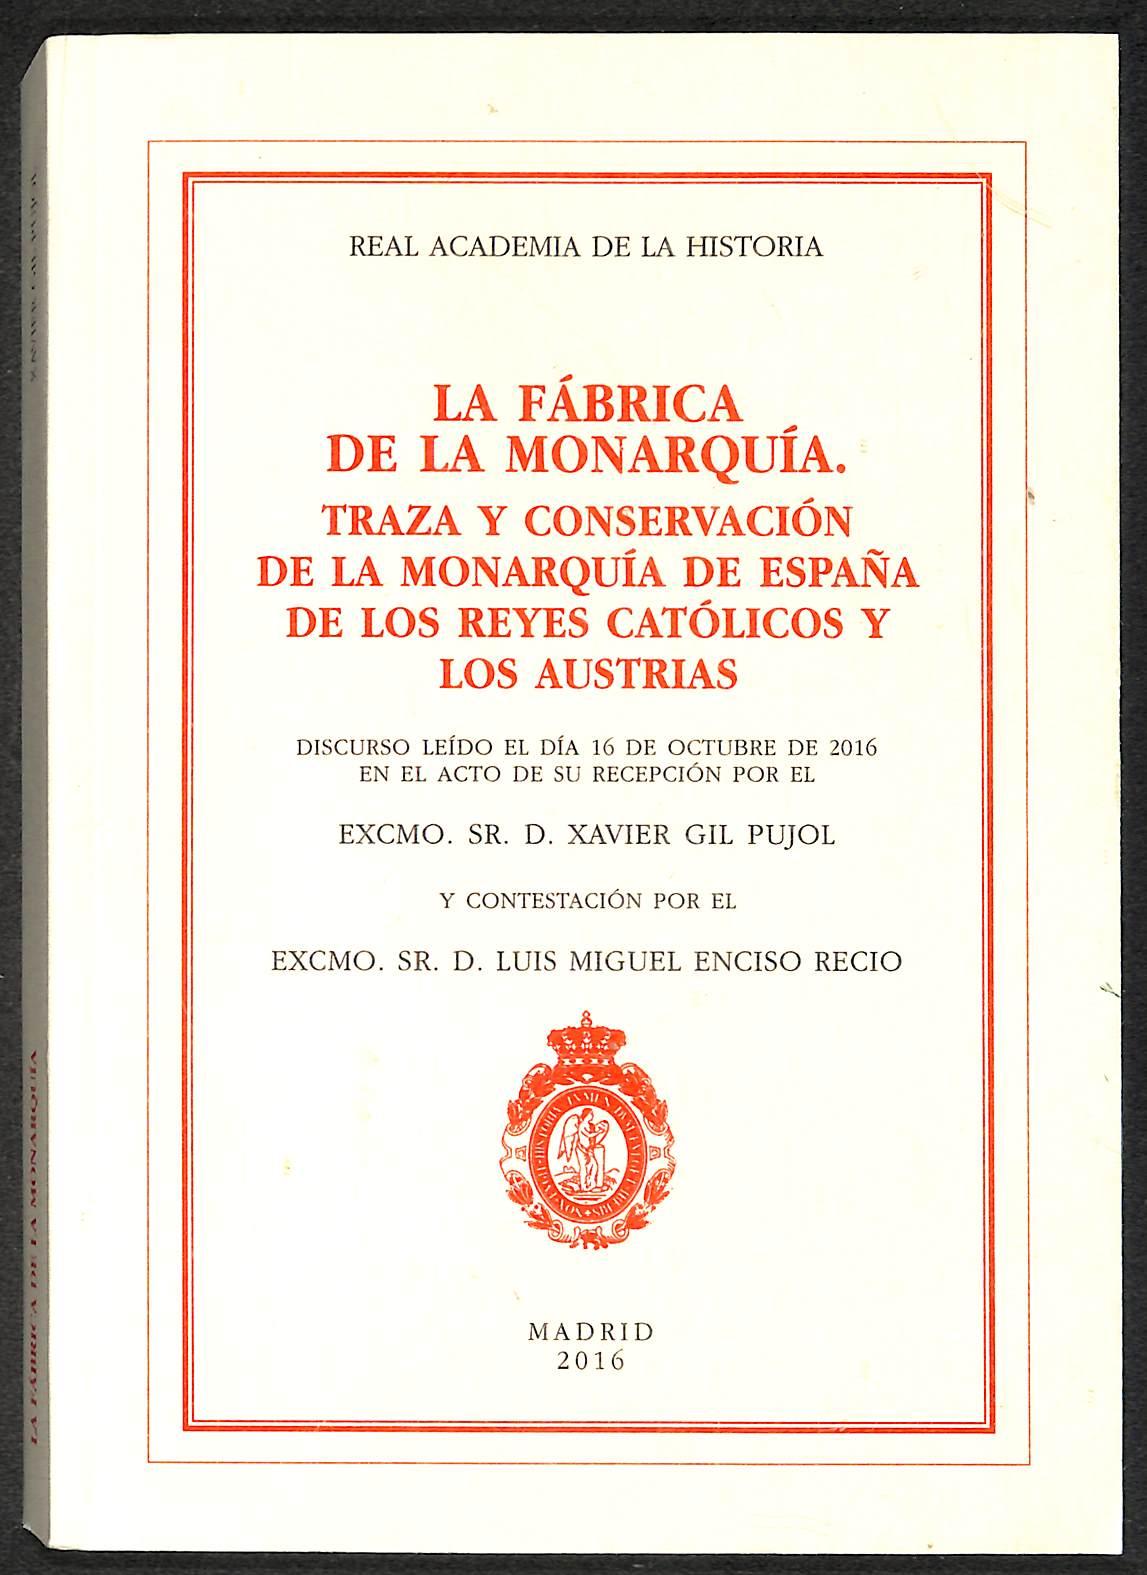 REAL ACADEMIA DE LA HISTORIA
LA FÁBRICA
DE LA MONARQUÍA.
TRAZA Y CONSERVACIÓN
DE LA MONARQUÍA DE ESPAÑA
DE LOS REYES CATÓLICOS Y
LOS AUSTRIAS
DISCURSO LEÍDO EL DÍA 16 DE OCTUBRE DE 2016
EN EL ACTO DE SU RECEPCIÓN POR EL
EXCMO. SR. D. XAVIER GIL PUJOL
Y CONTESTACIÓN POR EL
EXCMO. SR. D. LUIS MIGUEL ENCISO RECIO
MADRID
2016
LA FÁBRICA DE LA MONARQUÍA
XAVIER GIL PUJOL